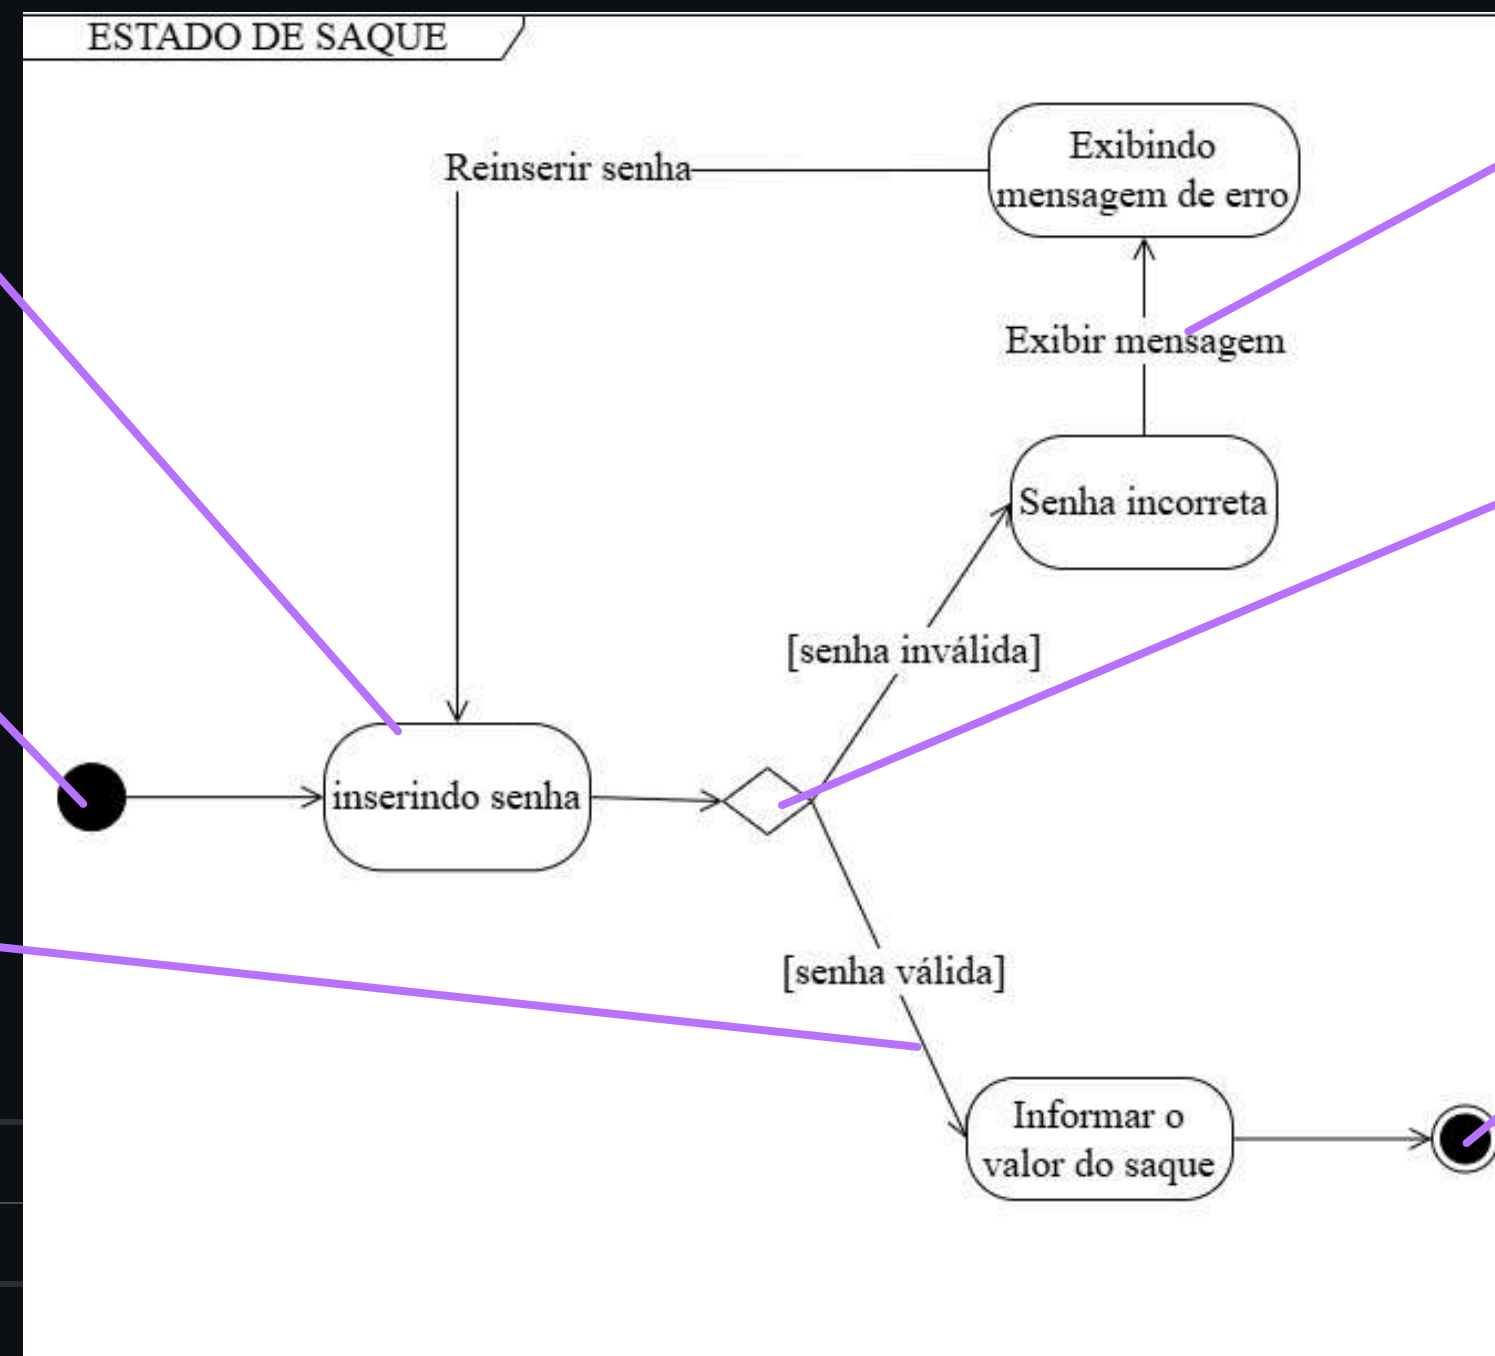 ESTADO DE SAQUE
Exibindo
mensagem de erro
Reinserir senha
Exibir mensagem
Senha incorreta
[senha inválida]
inserindo senha
[senha válida]
Informar o
valor do saque